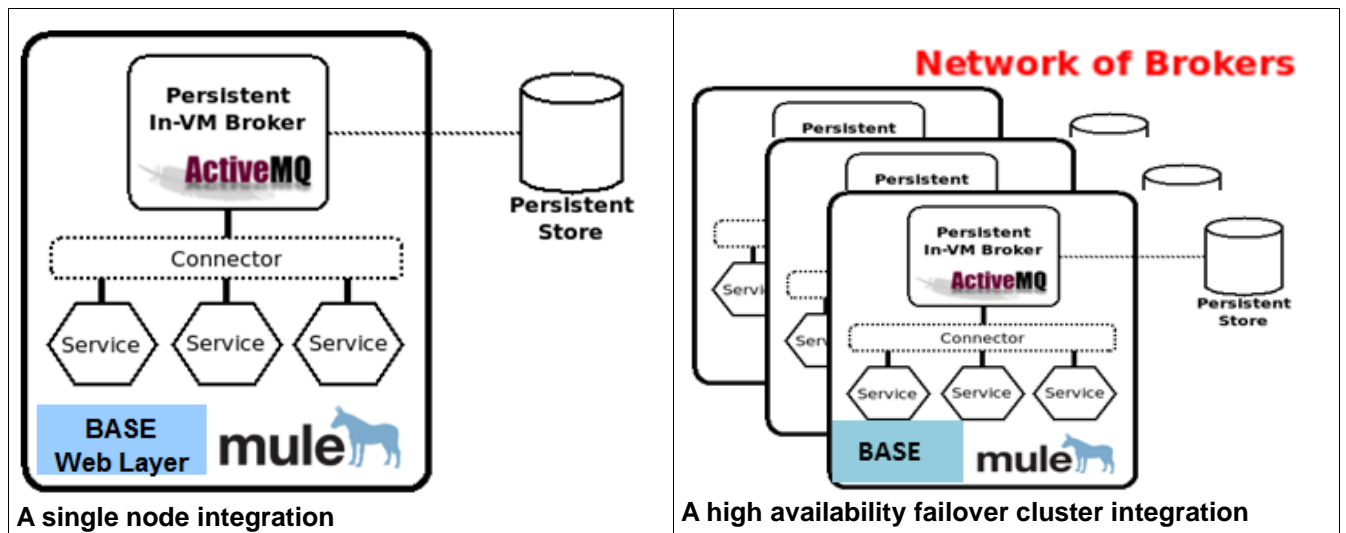 Persistent
In-VM Broker
ActiveMQ
Persistent
Store
Connector
Service Service Service
BASE
Web Layer
mule
A single node integration
Network of Brokers
Persistent
Persistent
Persistent
In-VM Broker
ActiveMQ
Persistent
Store
Connector
Servi
Serv
Service Service Service
BASE
mule
A high availability failover cluster integration